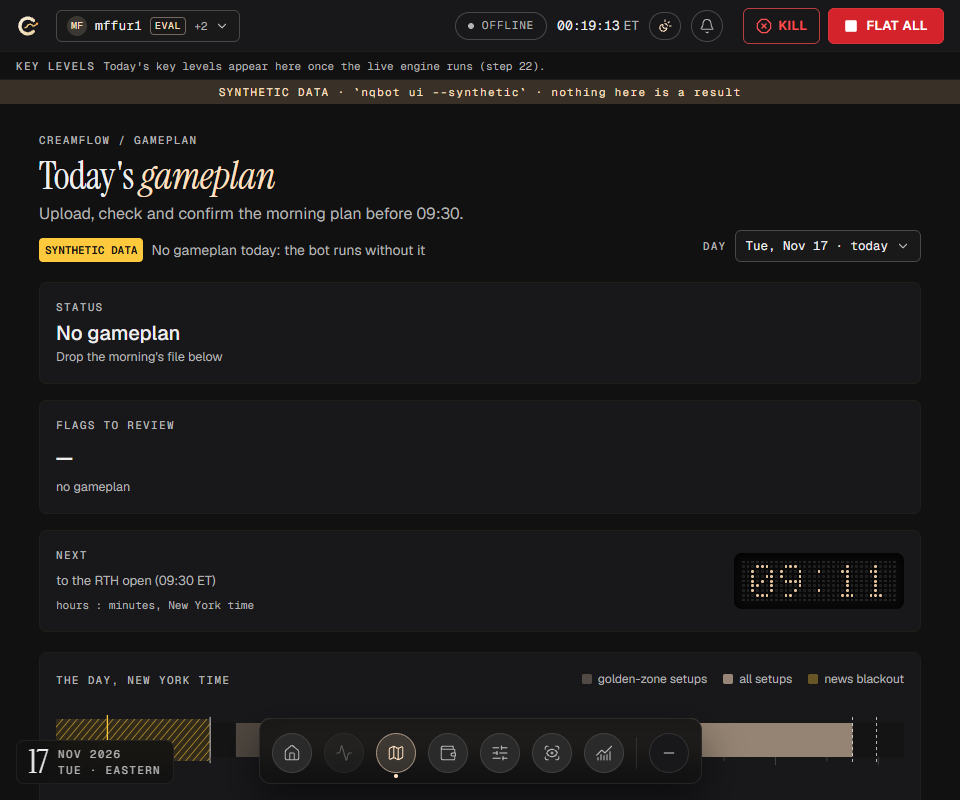 MF mffur1 EVAL +2
OFFLINE
00:19:13 ET
KILL
FLAT ALL
KEY LEVELS Today's key levels appear here once the live engine runs (step 22).
SYNTHETIC DATA · `nqbot ui --synthetic` · nothing here is a result
CREAMFLOW / GAMEPLAN
Today's gameplan
Upload, check and confirm the morning plan before 09:30.
SYNTHETIC DATA No gameplan today: the bot runs without it
DAY Tue, Nov 17 · today
STATUS
No gameplan
Drop the morning's file below
FLAGS TO REVIEW
—
no gameplan
NEXT
to the RTH open (09:30 ET)
hours : minutes, New York time
09:11
THE DAY, NEW YORK TIME
golden-zone setups
all setups
news blackout
17 NOV 2026
TUE · EASTERN